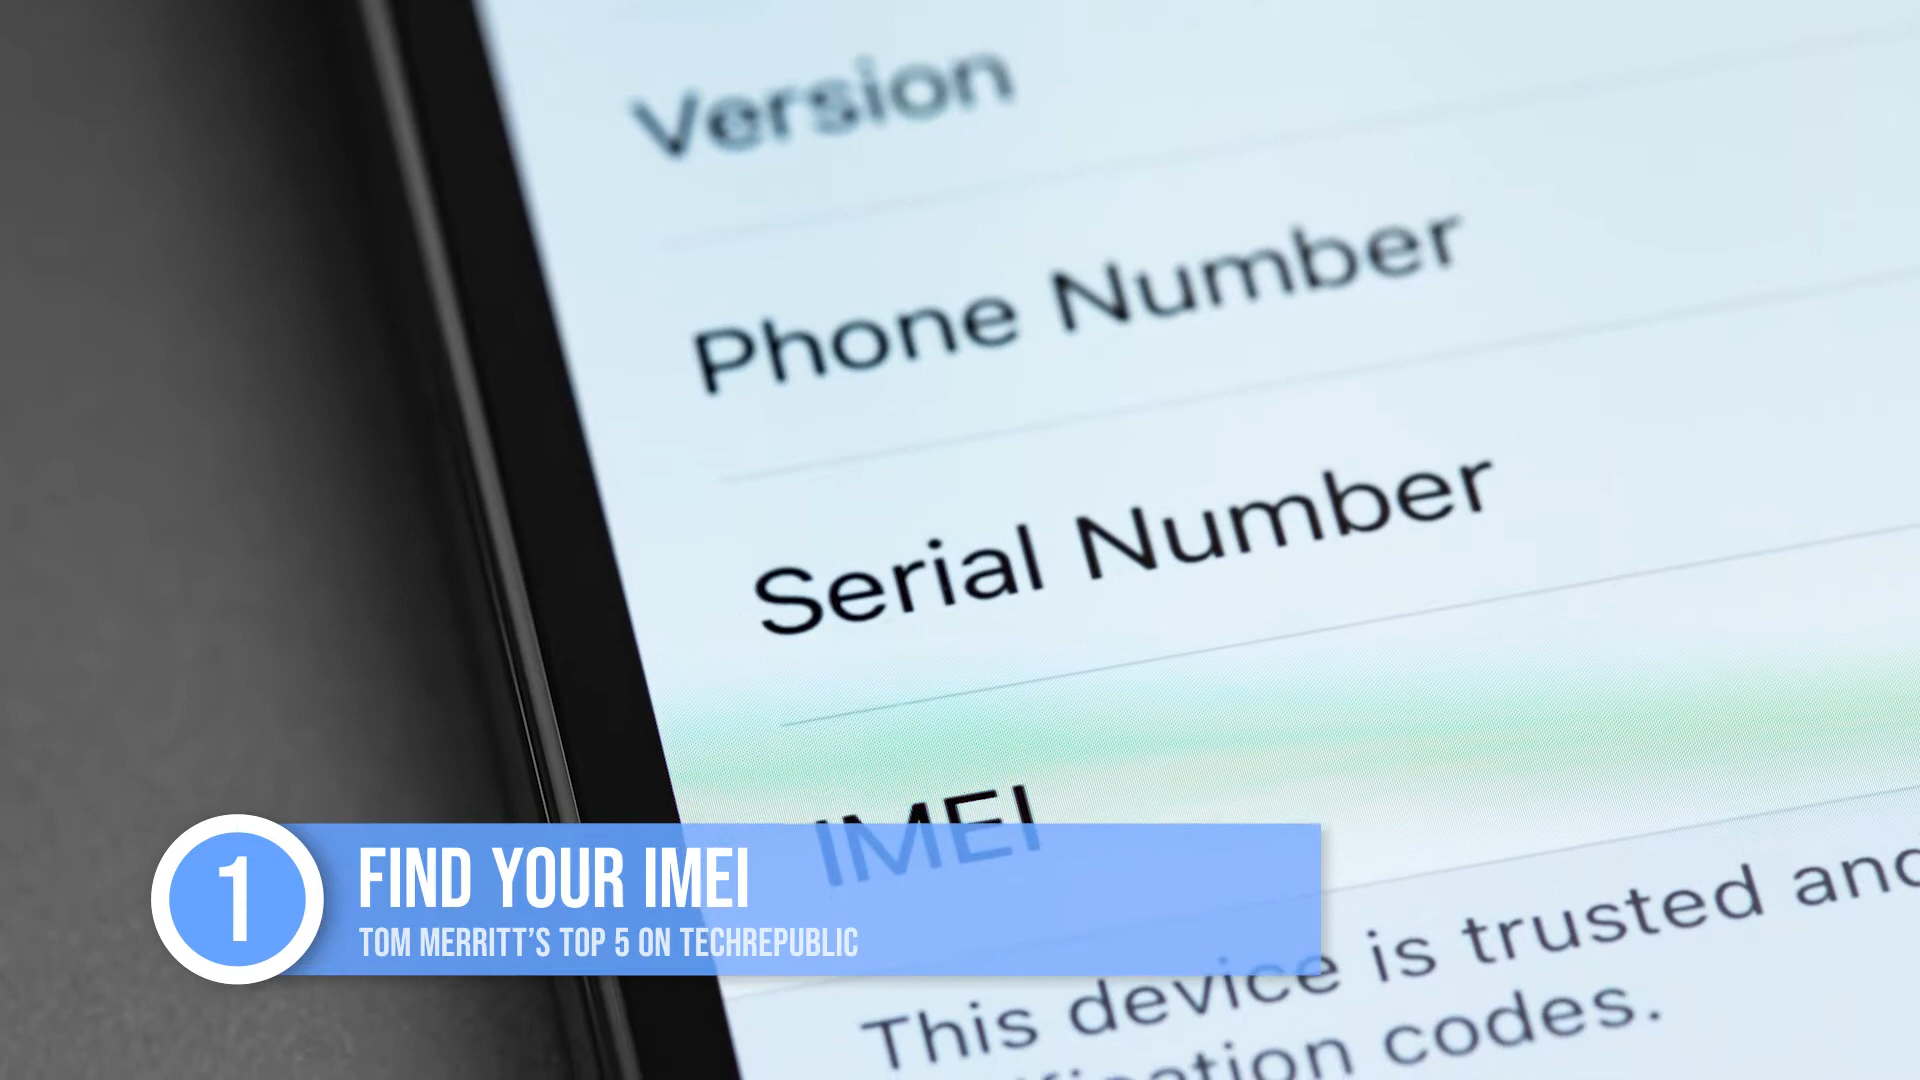 Version
Phone Number
Serial Number
IMEI
This device is trusted and
codes.
1
FIND YOUR IMEI
TOM MERRITT'S TOP 5 ON TECHREPUBLIC